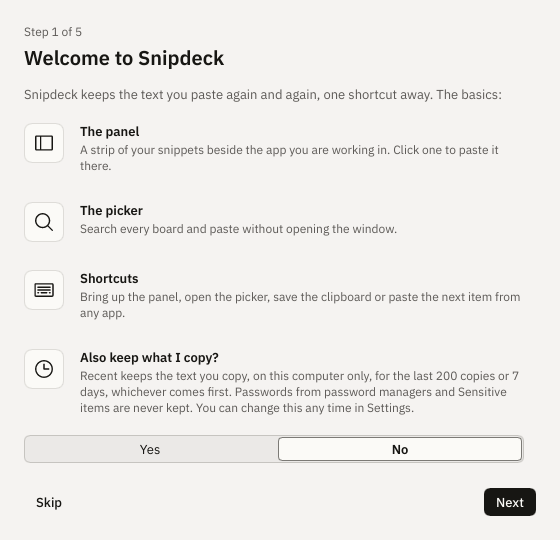 Step 1 of 5
Welcome to Snipdeck
Snipdeck keeps the text you paste again and again, one shortcut away. The basics:
The panel
A strip of your snippets beside the app you are working in. Click one to paste it
there.
The picker
Search every board and paste without opening the window.
Shortcuts
Bring up the panel, open the picker, save the clipboard or paste the next item from
any app.
Also keep what I copy?
Recent keeps the text you copy, on this computer only, for the last 200 copies or 7
days, whichever comes first. Passwords from password managers and Sensitive
items are never kept. You can change this any time in Settings.
Yes No
Skip Next